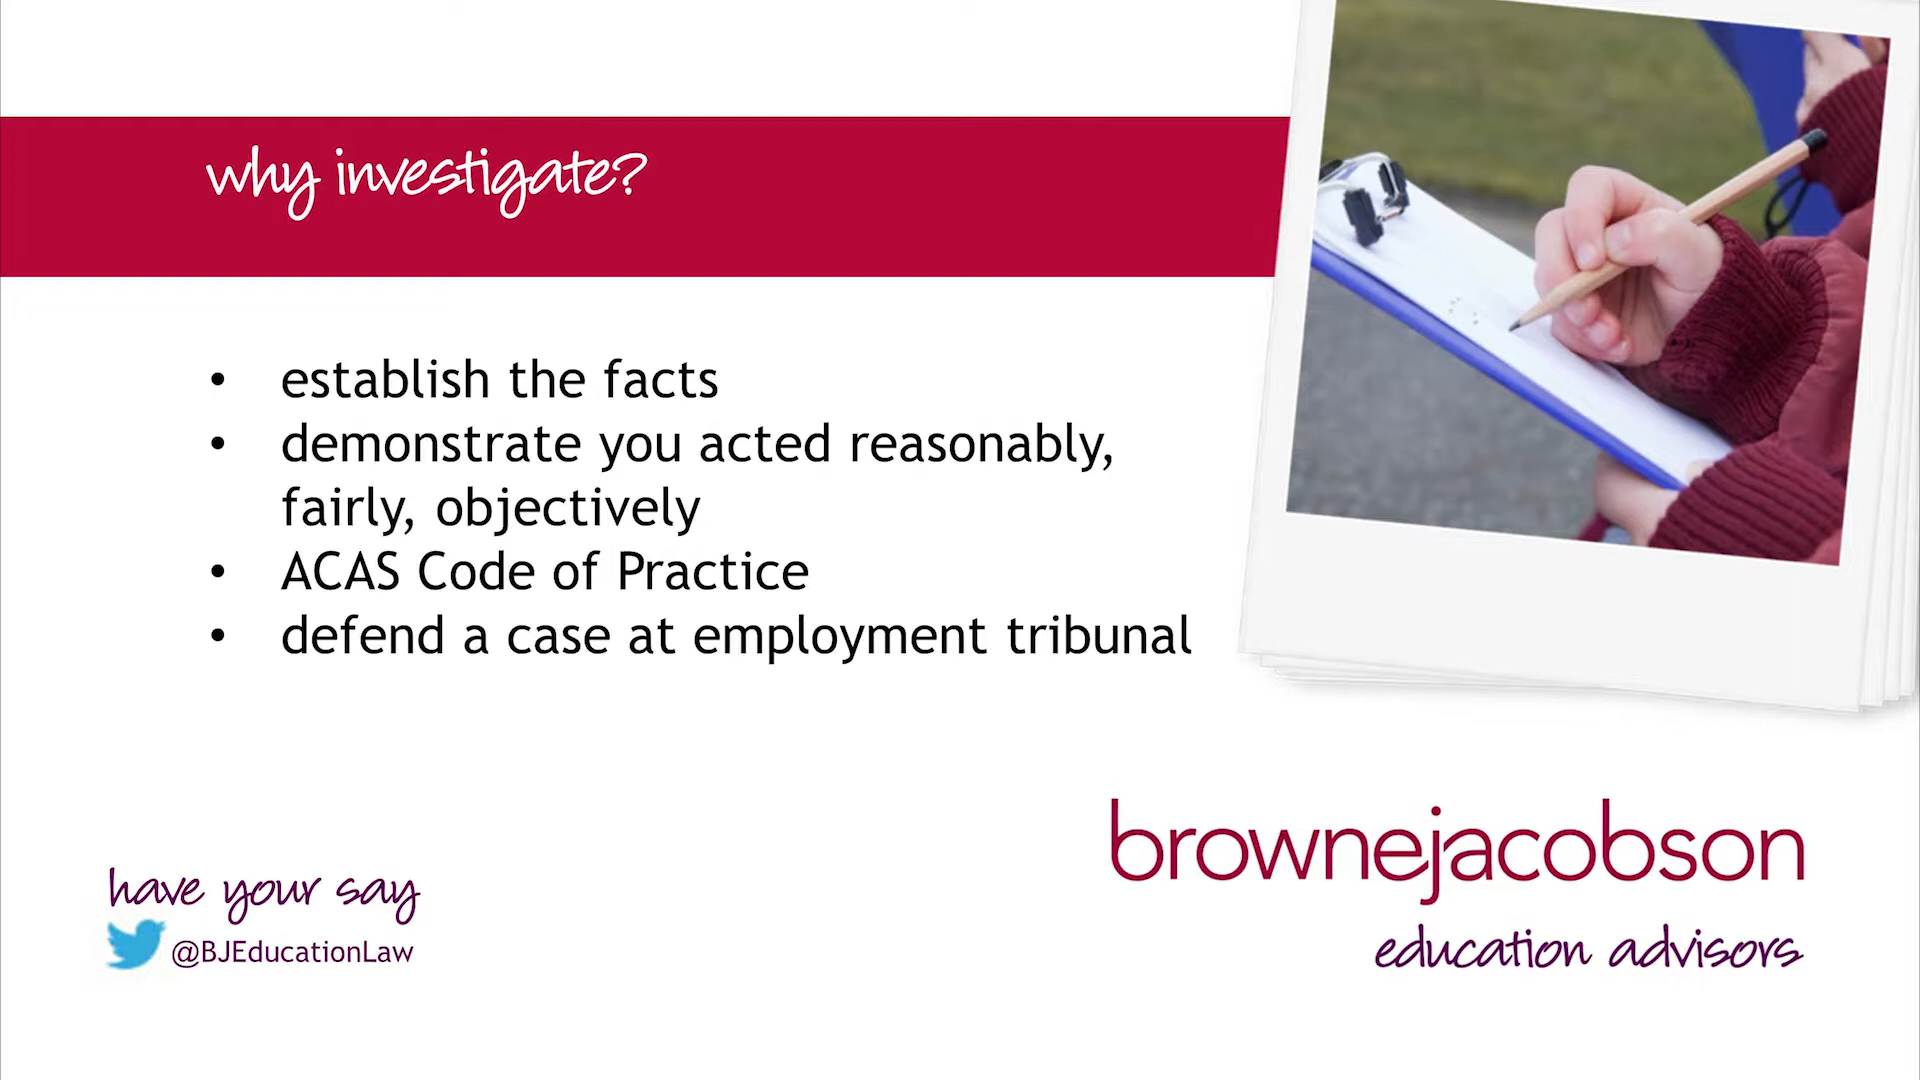 why investigate?
• establish the facts
• demonstrate you acted reasonably,
fairly, objectively
• ACAS Code of Practice
• defend a case at employment tribunal
have your say
@BJEducationLaw
brownejacobson
education advisors